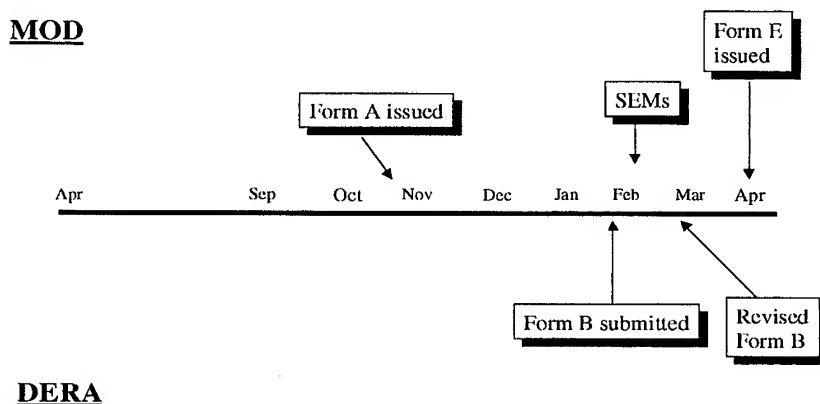 MOD
Form E
issued
SEMs
Form A issued
Apr Sep Oct Nov Dec Jan Feb Mar Apr
Form B submitted
Revised
Form B
DERA